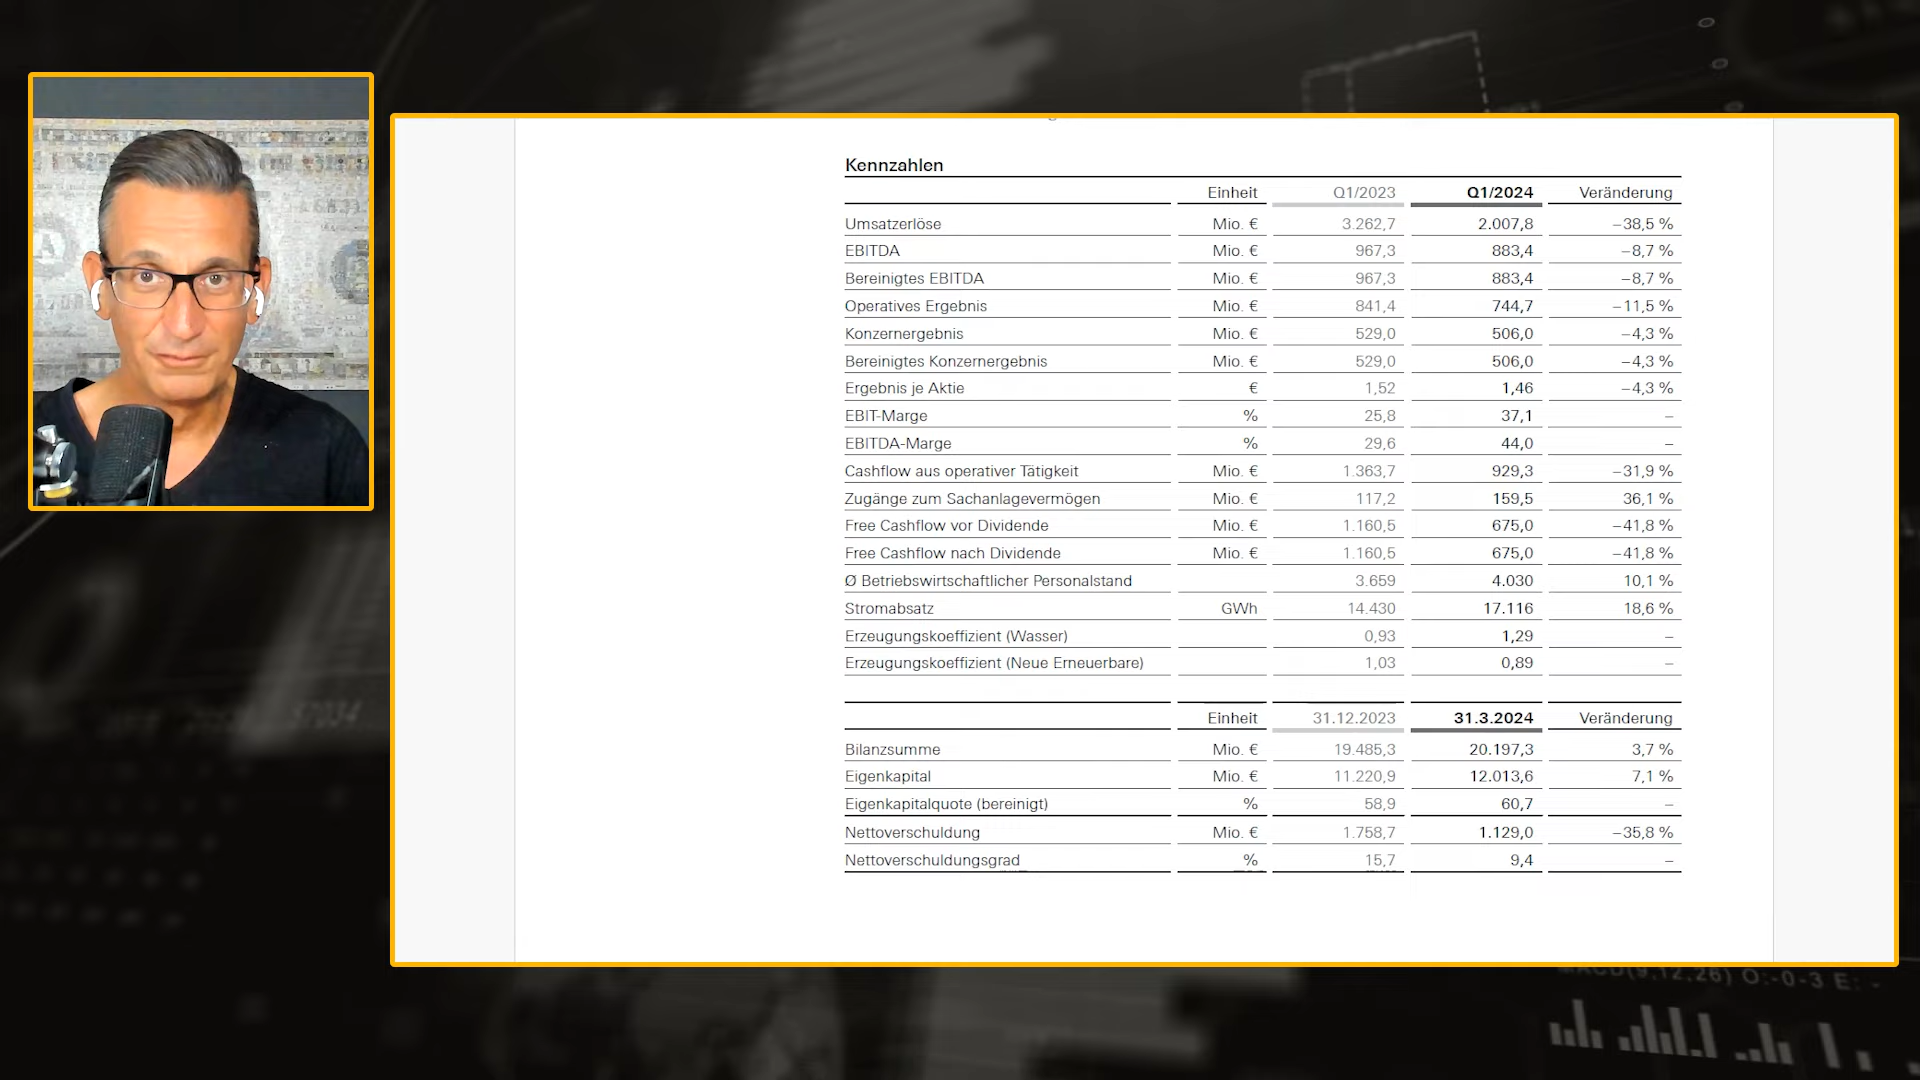 Kennzahlen
Einheit Q1/2023 Q1/2024 Veränderung
Umsatzerlöse Mio. € 3.262,7 2.007,8 –38,5 %
EBITDA Mio. € 967,3 883,4 –8,7 %
Bereinigtes EBITDA Mio. € 967,3 883,4 –8,7 %
Operatives Ergebnis Mio. € 841,4 744,7 –11,5 %
Konzernergebnis Mio. € 529,0 506,0 –4,3 %
Bereinigtes Konzernergebnis Mio. € 529,0 506,0 –4,3 %
Ergebnis je Aktie € 1,52 1,46 –4,3 %
EBIT-Marge % 25,8 37,1 –
EBITDA-Marge % 29,6 44,0 –
Cashflow aus operativer Tätigkeit Mio. € 1.363,7 929,3 –31,9 %
Zugänge zum Sachanlagevermögen Mio. € 117,2 159,5 36,1 %
Free Cashflow vor Dividende Mio. € 1.160,5 675,0 –41,8 %
Free Cashflow nach Dividende Mio. € 1.160,5 675,0 –41,8 %
Ø Betriebswirtschaftlicher Personalstand 3.659 4.030 10,1 %
Stromabsatz GWh 14.430 17.116 18,6 %
Erzeugungskoeffizient (Wasser) 0,93 1,29 –
Erzeugungskoeffizient (Neue Erneuerbare) 1,03 0,89 –
Einheit 31.12.2023 31.3.2024 Veränderung
Bilanzsumme Mio. € 19.485,3 20.197,3 3,7 %
Eigenkapital Mio. € 11.220,9 12.013,6 7,1 %
Eigenkapitalquote (bereinigt) % 58,9 60,7 –
Nettoverschuldung Mio. € 1.758,7 1.129,0 –35,8 %
Nettoverschuldungsgrad % 15,7 9,4 –
MACD(9,12,26) O:-0-3 E: -